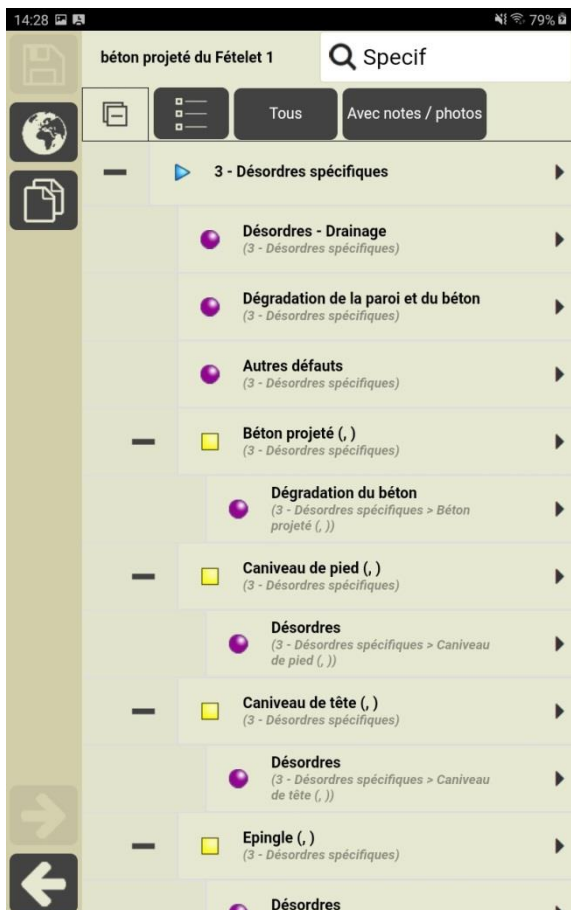 14:28 79%
béton projeté du Fételet 1 Specif
Tous Avec notes / photos
3 - Désordres spécifiques
Désordres - Drainage
(3 - Désordres spécifiques)
Dégradation de la paroi et du béton
(3 - Désordres spécifiques)
Autres défauts
(3 - Désordres spécifiques)
Béton projeté (, )
(3 - Désordres spécifiques)
Dégradation du béton
(3 - Désordres spécifiques > Béton
projeté (, ))
Caniveau de pied (, )
(3 - Désordres spécifiques)
Désordres
(3 - Désordres spécifiques > Caniveau
de pied (, ))
Caniveau de tête (, )
(3 - Désordres spécifiques)
Désordres
(3 - Désordres spécifiques > Caniveau
de tête (, ))
Epingle (, )
(3 - Désordres spécifiques)
Désordres